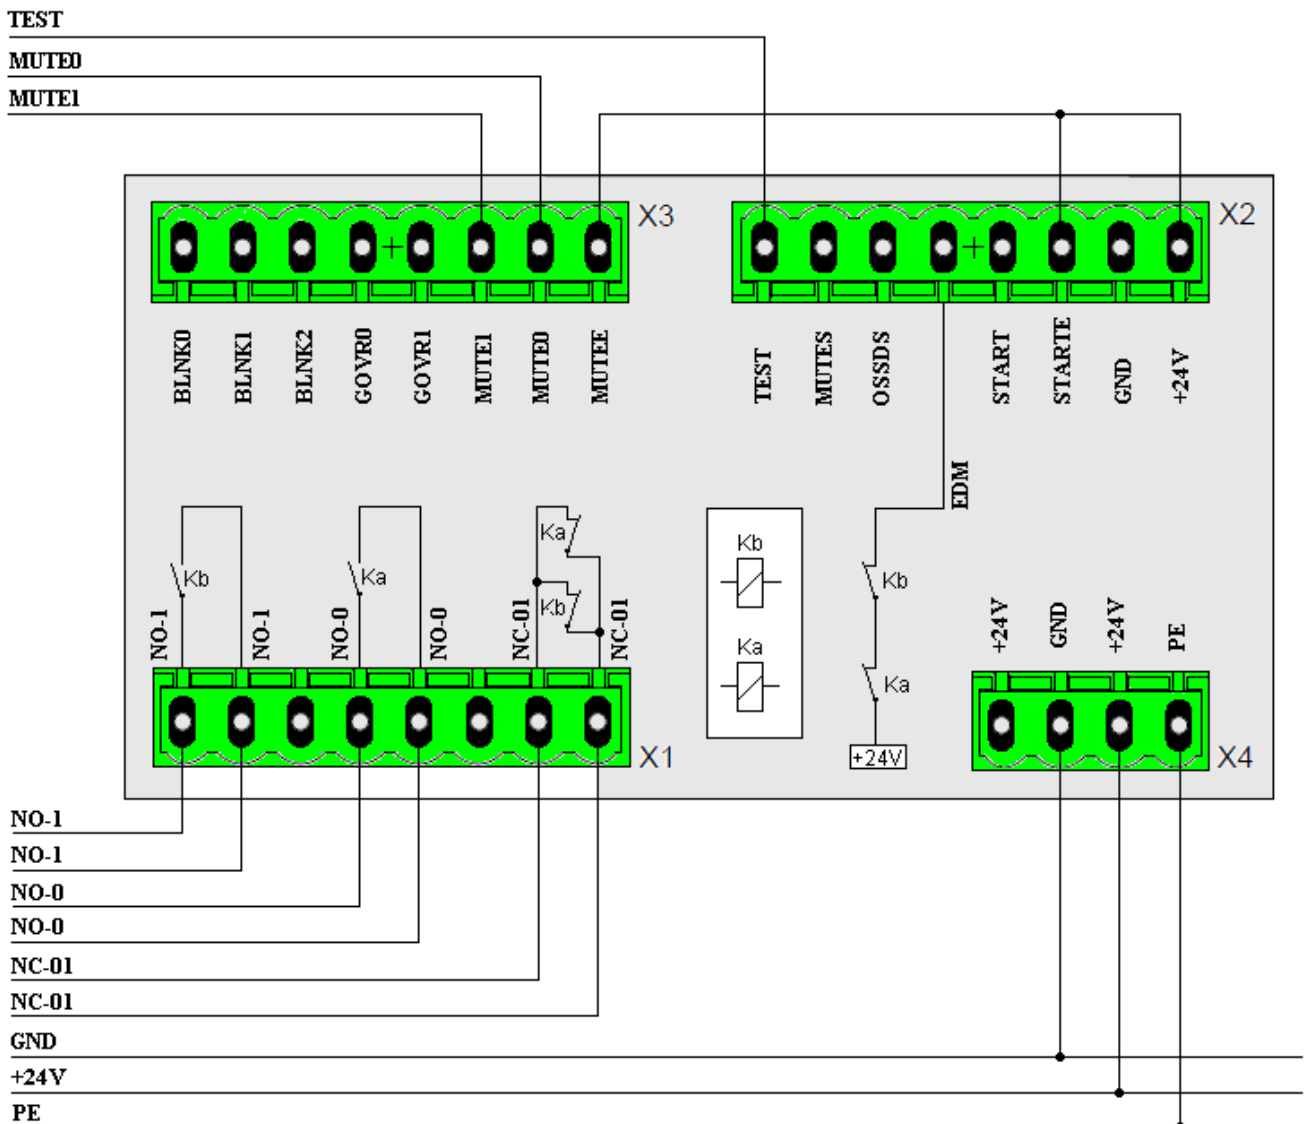 TEST
MUTE0
MUTE1
X3
X2
BLNK0
BLNK1
BLNK2
GOVR0
GOVR1
MUTE1
MUTE0
MUTEE
TEST
MUTES
OSSDS
START
STARTE
GND
+24V
EDM
Ka
Kb
Kb
Ka
Kb
Kb
Ka
Ka
NO-1
NO-1
NO-0
NO-0
NC-01
NC-01
+24V
GND
+24V
PE
+24V
X1
X4
NO-1
NO-1
NO-0
NO-0
NC-01
NC-01
GND
+24V
PE